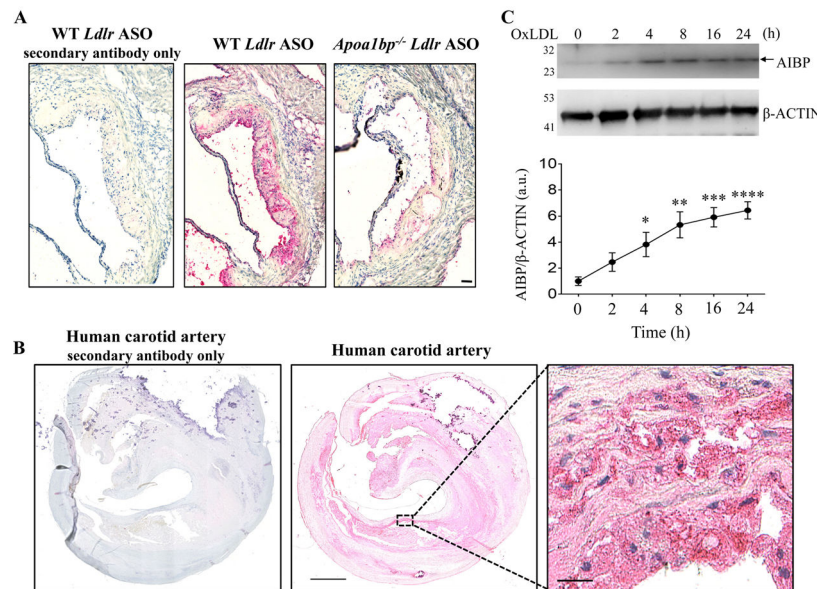 A
WT Ldlr ASO
secondary antibody only
WT Ldlr ASO
Apoa1bp-/- Ldlr ASO
B
Human carotid artery
secondary antibody only
Human carotid artery
C
OxLDL 0 2 4 8 16 24 (h)
32
23
AIBP
53
41
β-ACTIN
AIBP/β-ACTIN (a.u.)
10
8
6
4
2
0
* ** *** ****
0 2 4 8 16 24
Time (h)